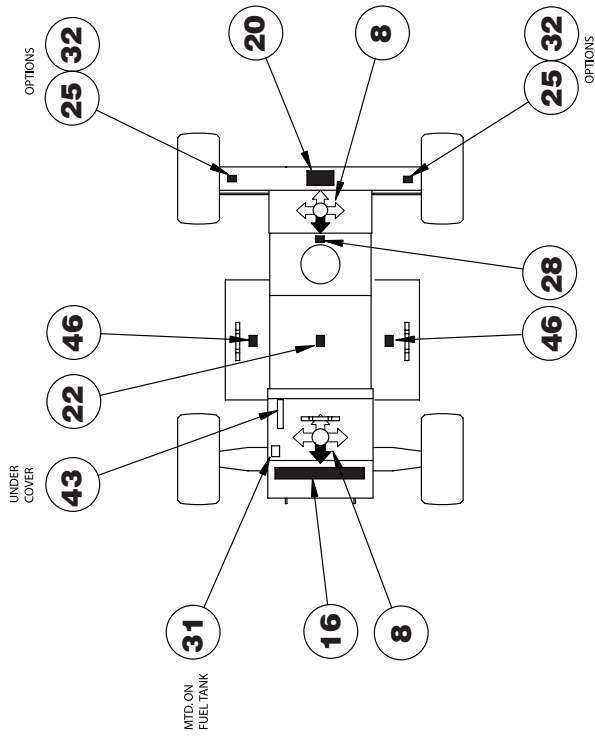 OPTIONS
32
25
20
8
32
25
OPTIONS
46
22
28
46
UNDER
COVER
43
31
MTD. ON
FUEL TANK
16
8